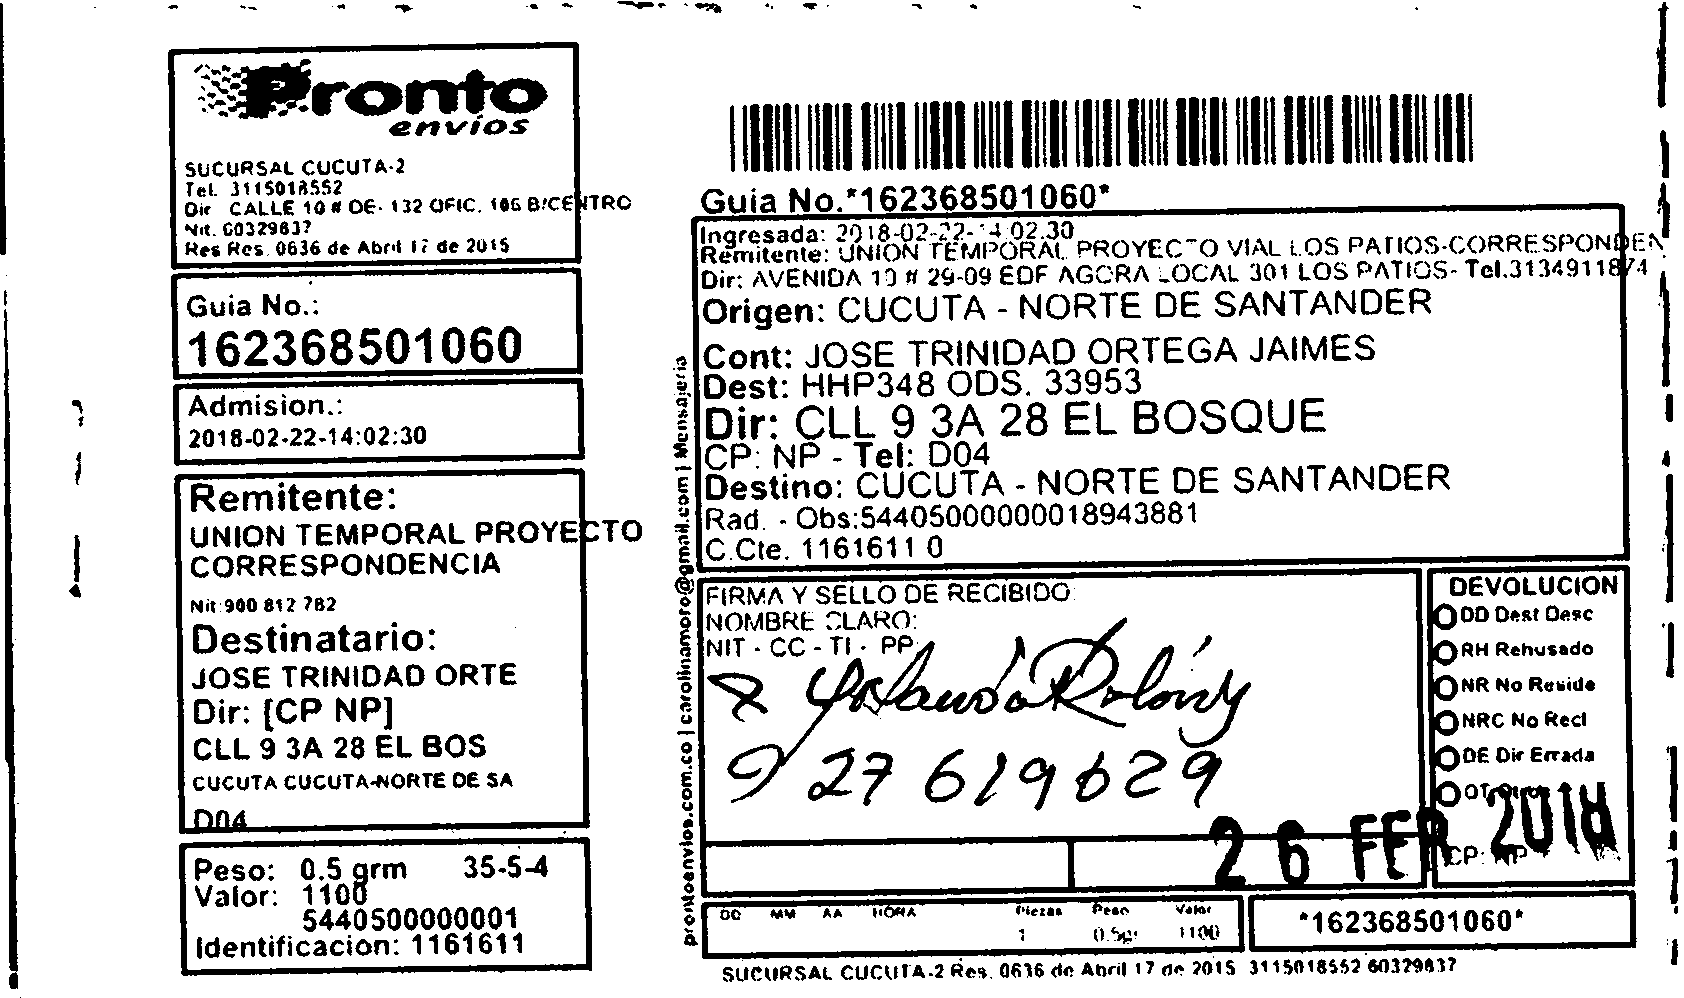 Pronto
envíos
SUCURSAL CUCUTA-2
Tel. 3115018552
Dir CALLE 10 # OE- 132 OFIC. 106 B/CENTRO
Nit. 60329837
Res Res. 0636 de Abril 17 de 2015
Guia No.:
162368501060
Admision.:
2018-02-22-14:02:30
Remitente:
UNION TEMPORAL PROYECTO
CORRESPONDENCIA
Nit:900 812 782
Destinatario:
JOSE TRINIDAD ORTE
Dir: [CP NP]
CLL 9 3A 28 EL BOS
CUCUTA CUCUTA-NORTE DE SA
D04
Peso: 0.5 grm 35-5-4
Valor: 1100
5440500000001
Identificacion: 1161611
prontoenvios.com.co | carolinamoro@gmail.com | Mensajeria
Guia No.*162368501060*
Ingresada: 2018-02-22-14:02:30
Remitente: UNION TEMPORAL PROYECTO VIAL LOS PATIOS-CORRESPONDEN
Dir: AVENIDA 10 # 29-09 EDF AGORA LOCAL 301 LOS PATIOS- Tel.3134911874
Origen: CUCUTA - NORTE DE SANTANDER
Cont: JOSE TRINIDAD ORTEGA JAIMES
Dest: HHP348 ODS. 33953
Dir: CLL 9 3A 28 EL BOSQUE
CP: NP - Tel: D04
Destino: CUCUTA - NORTE DE SANTANDER
Rad. - Obs:54405000000018943881
C.Cte. 1161611 0
FIRMA Y SELLO DE RECIBIDO:
NOMBRE CLARO:
NIT - CC - TI - PP
Yolanda Rolón
27 619629
26 FER 2018
DEVOLUCION
DD Dest Desc
RH Rehusado
NR No Reside
NRC No Recl
DE Dir Errada
OT Otros
CP: NP
DD MM AA HORA Piezas Peso Valor
1 0.5gr 1100
*162368501060*
SUCURSAL CUCUTA-2 Res. 0636 de Abril 17 de 2015 3115018552 60329837